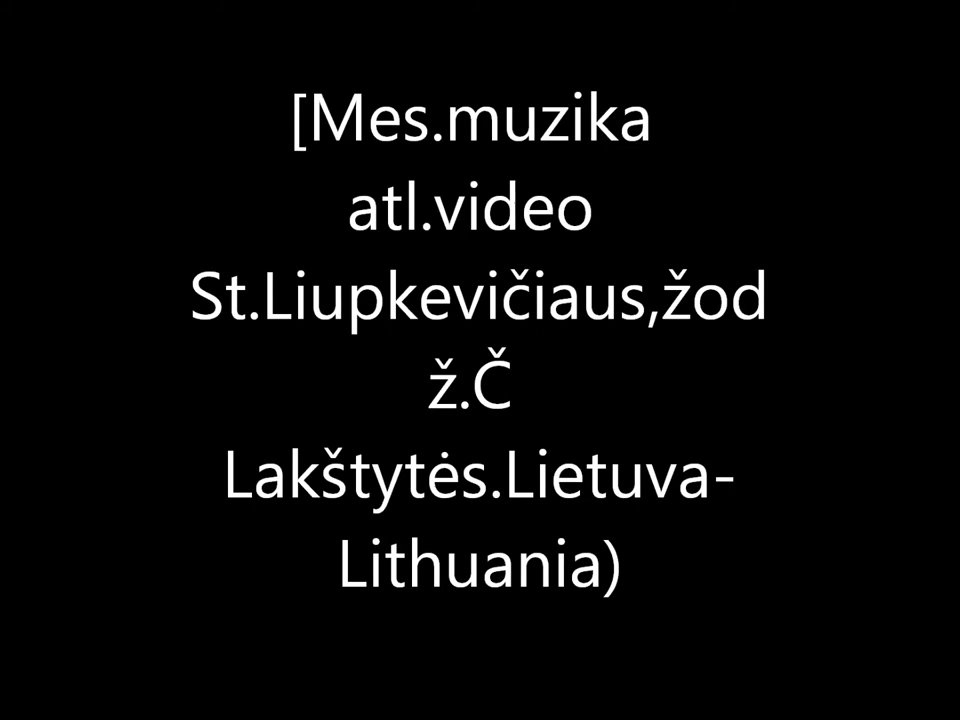 [Mes.muzika
atl.video
St.Liupkevičiaus,žod
ž.Č
Lakštytės.Lietuva-
Lithuania)